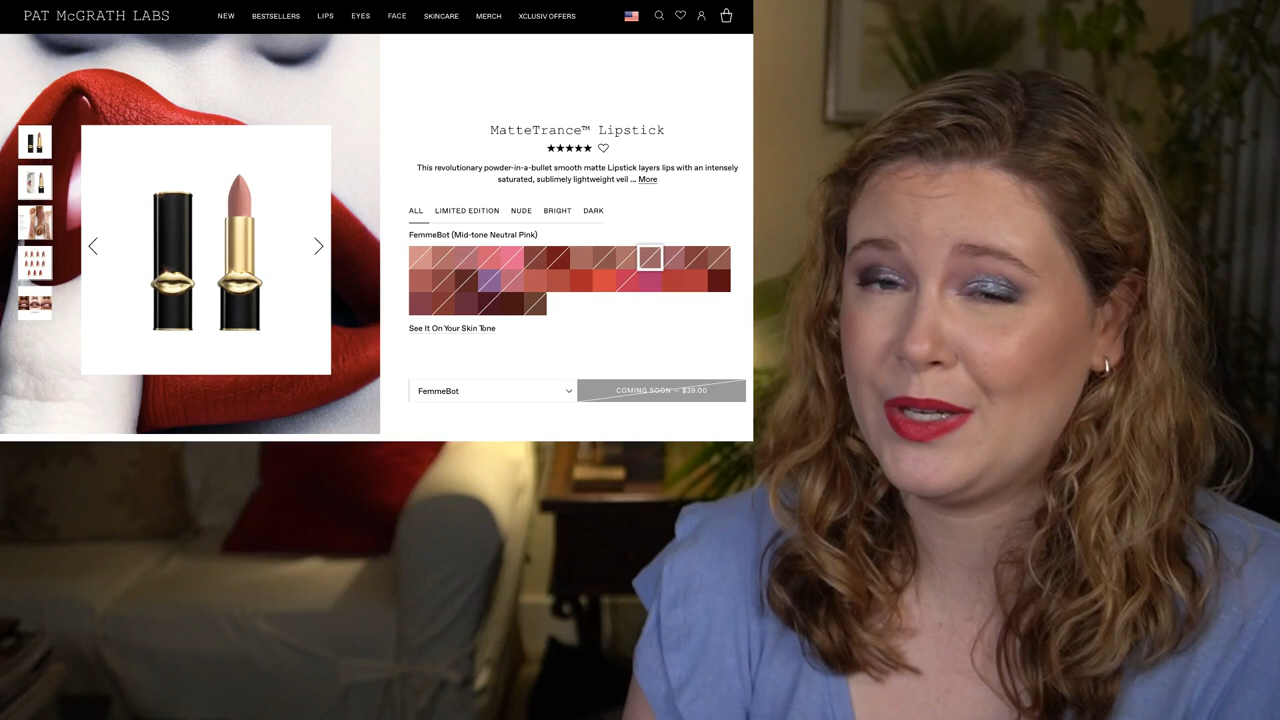 PAT McGRATH LABS
NEW BESTSELLERS LIPS EYES FACE SKINCARE MERCH XCLUSIV OFFERS
MatteTrance™ Lipstick
This revolutionary powder-in-a-bullet smooth matte Lipstick layers lips with an intensely
saturated, sublimely lightweight veil ... More
ALL LIMITED EDITION NUDE BRIGHT DARK
FemmeBot (Mid-tone Neutral Pink)
See It On Your Skin Tone
FemmeBot
COMING SOON — $39.00